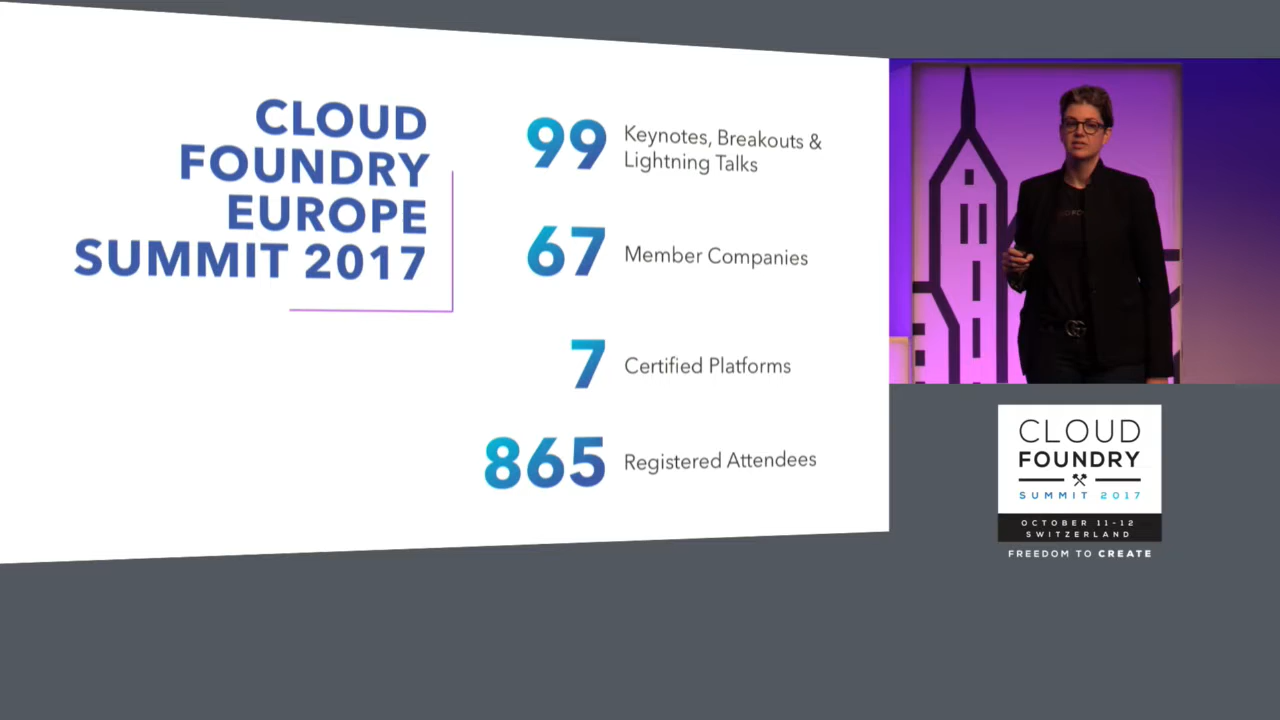 CLOUD
FOUNDRY
EUROPE
SUMMIT 2017
99
Keynotes, Breakouts &
Lightning Talks
67
Member Companies
7
Certified Platforms
865
Registered Attendees
CLOUD
FOUNDRY
SUMMIT 2017
OCTOBER 11-12
SWITZERLAND
FREEDOM TO CREATE